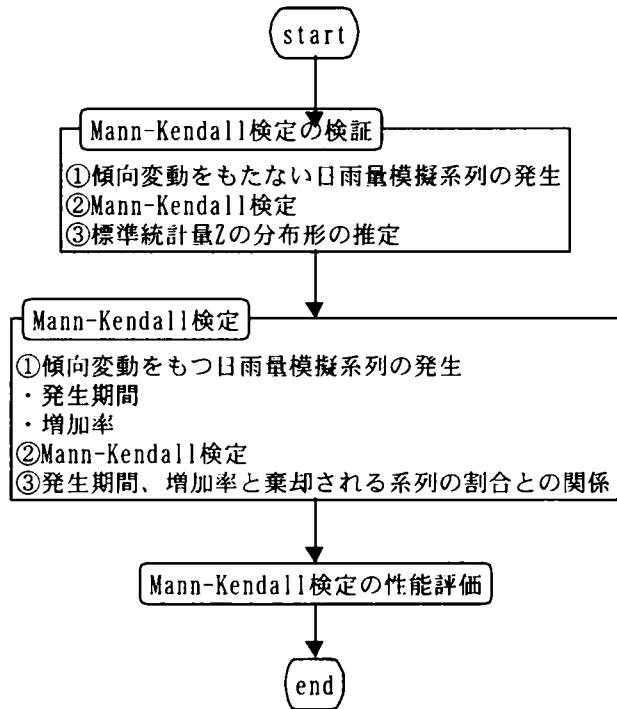 start
Mann-Kendall検定の検証
①傾向変動をもたない日雨量模擬系列の発生
②Mann-Kendall検定
③標準統計量Zの分布形の推定
Mann-Kendall検定
①傾向変動をもつ日雨量模擬系列の発生
・発生期間
・増加率
②Mann-Kendall検定
③発生期間、増加率と棄却される系列の割合との関係
Mann-Kendall検定の性能評価
end